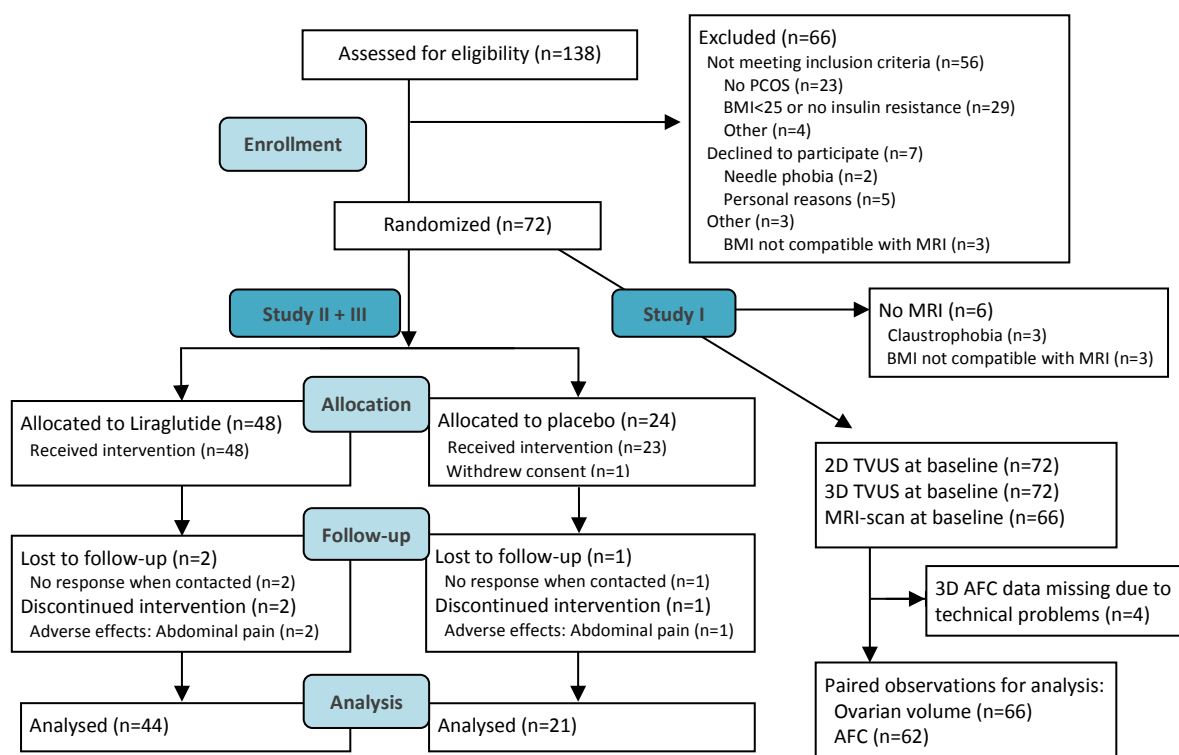 Assessed for eligibility (n=138)
Excluded (n=66)
Not meeting inclusion criteria (n=56)
No PCOS (n=23)
BMI<25 or no insulin resistance (n=29)
Other (n=4)
Declined to participate (n=7)
Needle phobia (n=2)
Personal reasons (n=5)
Other (n=3)
BMI not compatible with MRI (n=3)
Enrollment
Randomized (n=72)
Study II + III
Study I
No MRI (n=6)
Claustrophobia (n=3)
BMI not compatible with MRI (n=3)
Allocation
Allocated to Liraglutide (n=48)
Received intervention (n=48)
Allocated to placebo (n=24)
Received intervention (n=23)
Withdrew consent (n=1)
2D TVUS at baseline (n=72)
3D TVUS at baseline (n=72)
MRI-scan at baseline (n=66)
Follow-up
Lost to follow-up (n=2)
No response when contacted (n=2)
Discontinued intervention (n=2)
Adverse effects: Abdominal pain (n=2)
Lost to follow-up (n=1)
No response when contacted (n=1)
Discontinued intervention (n=1)
Adverse effects: Abdominal pain (n=1)
3D AFC data missing due to
technical problems (n=4)
Analysis
Analysed (n=44)
Analysed (n=21)
Paired observations for analysis:
Ovarian volume (n=66)
AFC (n=62)